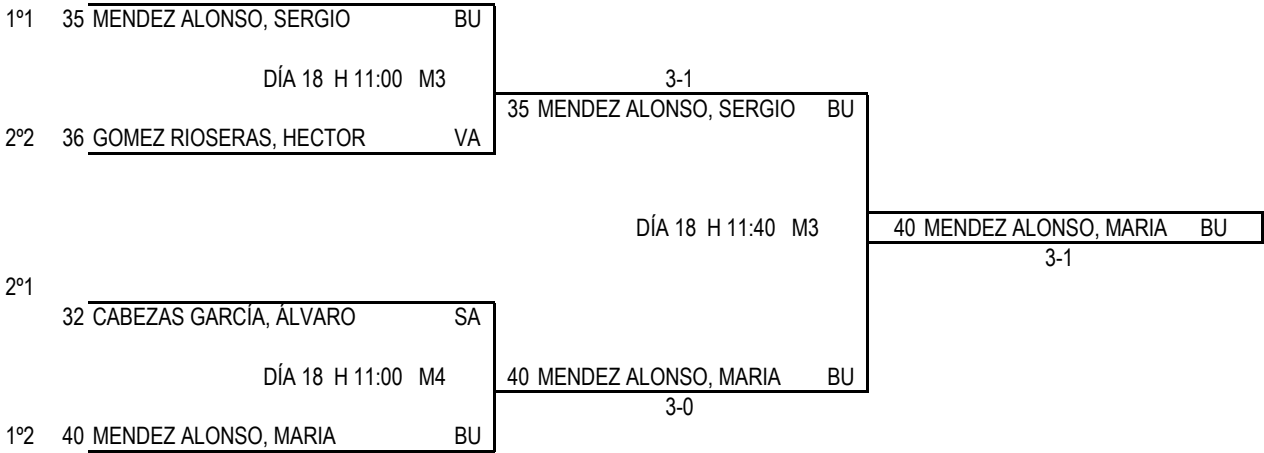 1º1 35 MENDEZ ALONSO, SERGIO BU
DÍA 18 H 11:00 M3
3-1
35 MENDEZ ALONSO, SERGIO BU
2º2 36 GOMEZ RIOSERAS, HECTOR VA
DÍA 18 H 11:40 M3
40 MENDEZ ALONSO, MARIA BU
3-1
2º1
32 CABEZAS GARCÍA, ÁLVARO SA
DÍA 18 H 11:00 M4
40 MENDEZ ALONSO, MARIA BU
3-0
1º2 40 MENDEZ ALONSO, MARIA BU